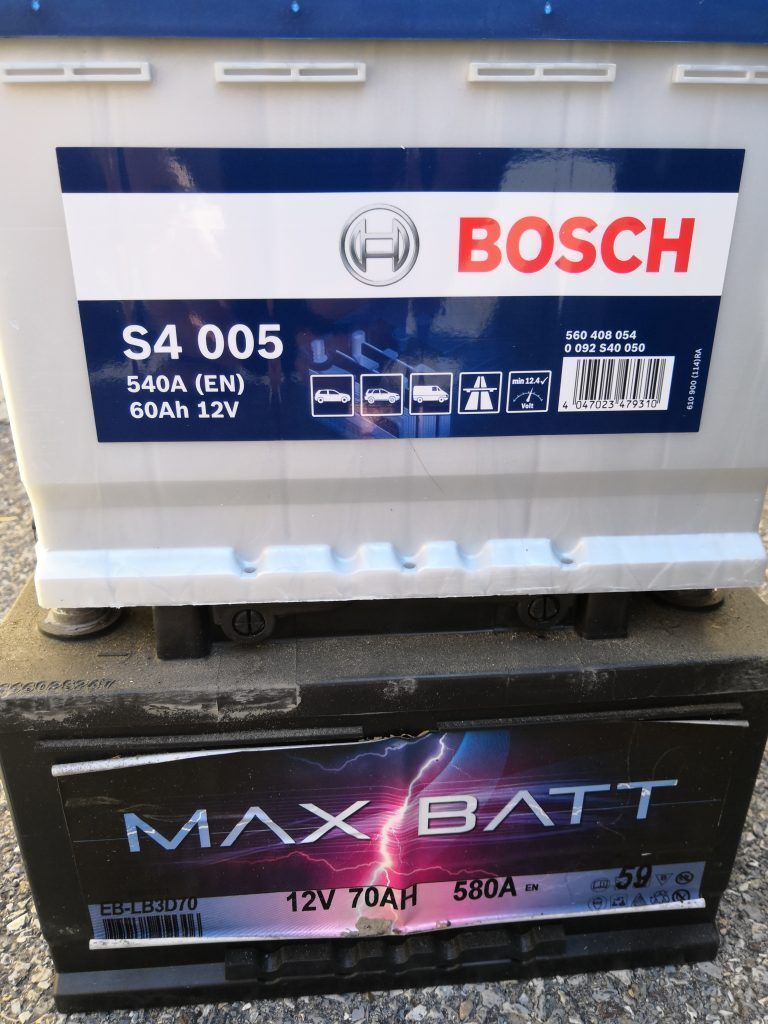 BOSCH
S4 005
540A (EN)
60Ah 12V
min 12.4✓
Volt
560 408 054
0 092 S40 050
4 047023 479310
610 900 (114)RA
MAX BATT
EB-LB3D70
12V 70AH 580A EN
59